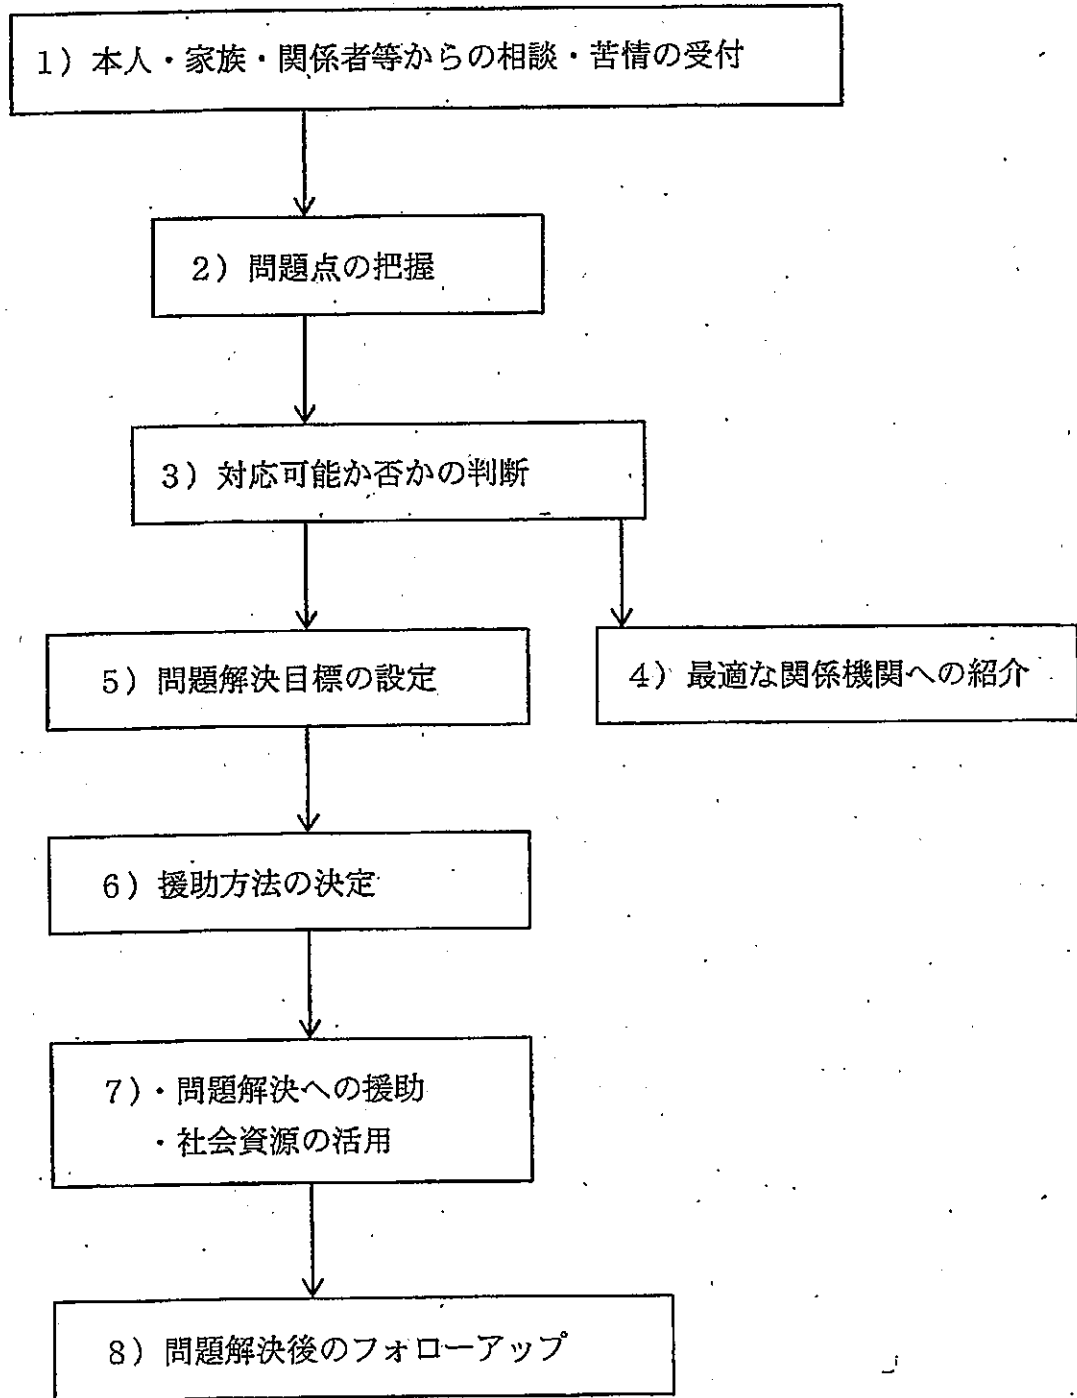 1）本人・家族・関係者等からの相談・苦情の受付
2）問題点の把握
3）対応可能か否かの判断
5）問題解決目標の設定
4）最適な関係機関への紹介
6）援助方法の決定
7）・問題解決への援助
・社会資源の活用
8）問題解決後のフォローアップ